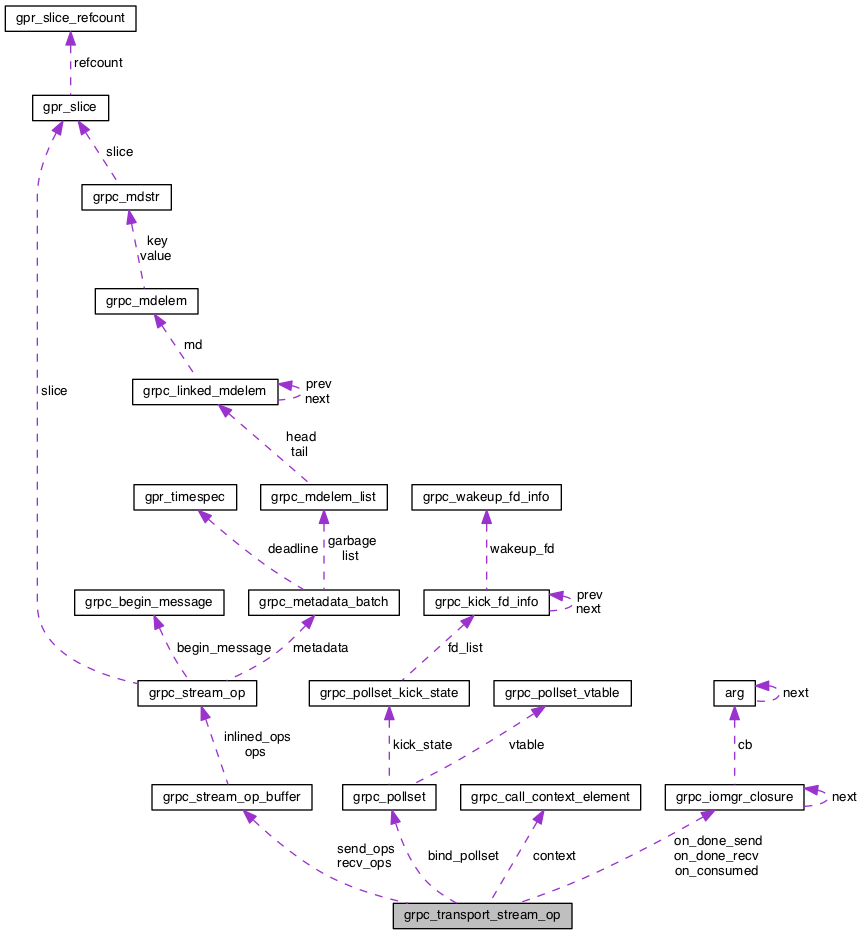 gpr_slice_refcount
refcount
gpr_slice
slice
grpc_mdstr
key
value
grpc_mdelem
md
grpc_linked_mdelem
prev
next
slice
head
tail
gpr_timespec
grpc_mdelem_list
grpc_wakeup_fd_info
deadline
garbage
list
wakeup_fd
grpc_begin_message
grpc_metadata_batch
grpc_kick_fd_info
prev
next
begin_message
metadata
fd_list
grpc_stream_op
grpc_pollset_kick_state
grpc_pollset_vtable
arg
next
inlined_ops
ops
kick_state
vtable
cb
grpc_stream_op_buffer
grpc_pollset
grpc_call_context_element
grpc_iomgr_closure
next
send_ops
recv_ops
bind_pollset
context
on_done_send
on_done_recv
on_consumed
grpc_transport_stream_op